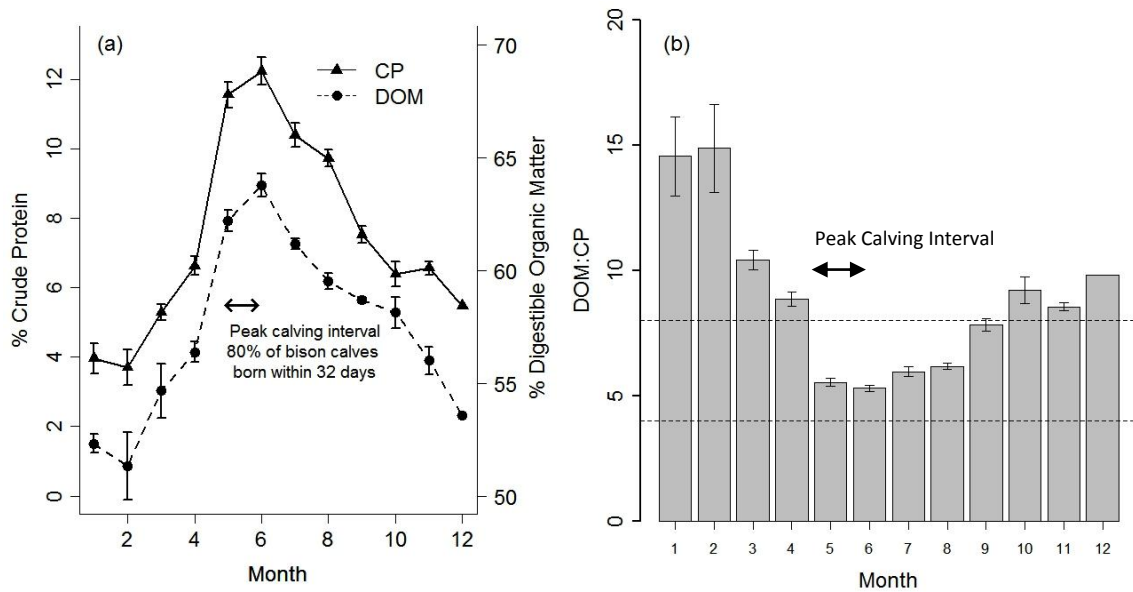 (a)
CP
DOM
% Crude Protein
12
10
8
6
4
2
0
70
65
60
55
50
% Digestible Organic Matter
Peak calving interval
80% of bison calves
born within 32 days
2 4 6 8 10 12
Month
(b)
DOM:CP
20
15
10
5
0
Peak Calving Interval
1 2 3 4 5 6 7 8 9 10 11 12
Month